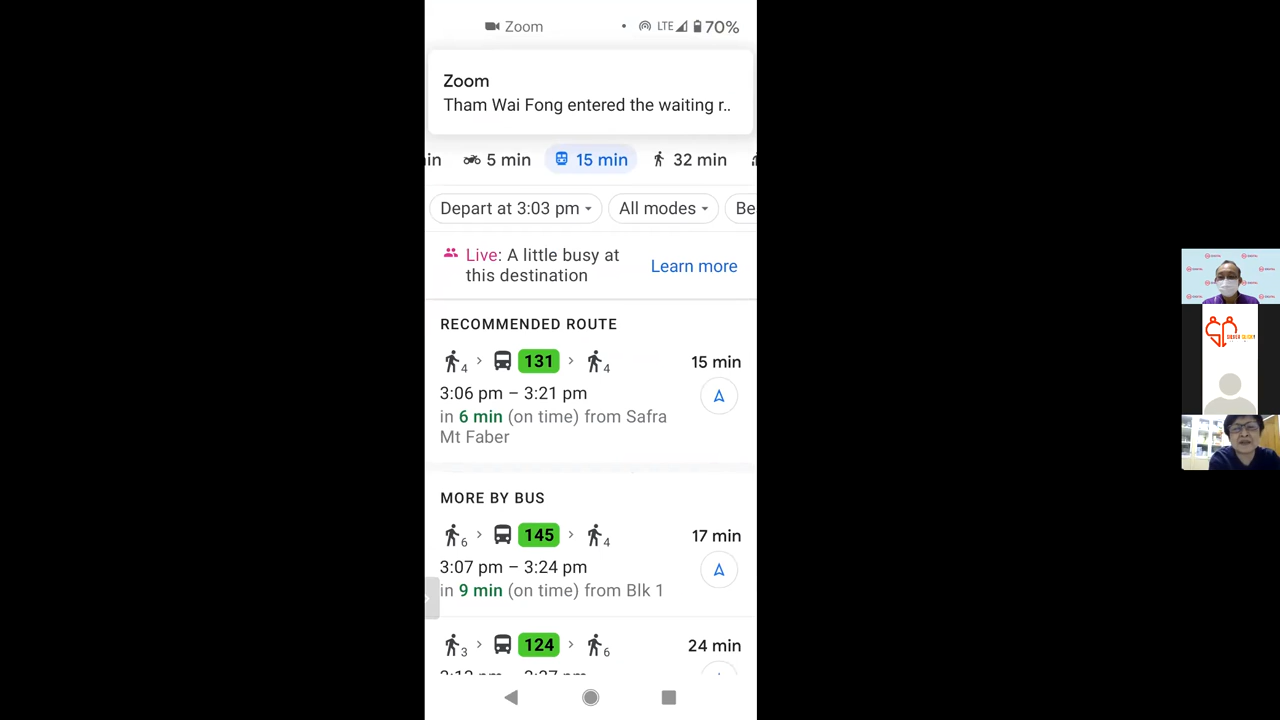 Zoom
LTE
70%
Zoom
Tham Wai Fong entered the waiting r..
in
5 min
15 min
32 min
Depart at 3:03 pm
All modes
Be
Live: A little busy at
this destination
Learn more
RECOMMENDED ROUTE
4
131
4
15 min
3:06 pm – 3:21 pm
in 6 min (on time) from Safra
Mt Faber
MORE BY BUS
6
145
4
17 min
3:07 pm – 3:24 pm
in 9 min (on time) from Blk 1
3
124
6
24 min